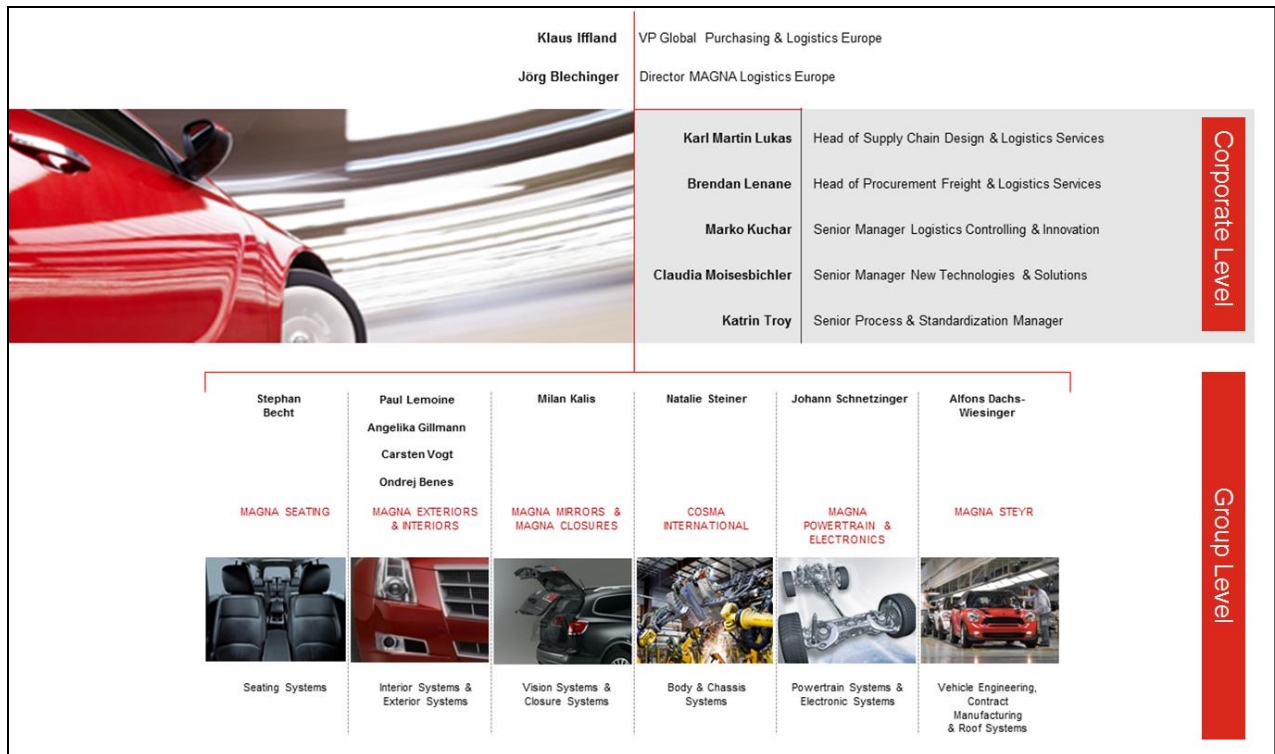 Klaus Iffland VP Global Purchasing & Logistics Europe
Jörg Blechinger Director MAGNA Logistics Europe
Karl Martin Lukas Head of Supply Chain Design & Logistics Services
Brendan Lenane Head of Procurement Freight & Logistics Services
Marko Kuchar Senior Manager Logistics Controlling & Innovation
Claudia Moisesbichler Senior Manager New Technologies & Solutions
Katrin Troy Senior Process & Standardization Manager
Corporate Level
Stephan
Becht
MAGNA SEATING
Seating Systems
Paul Lemoine
Angelika Gillmann
Carsten Vogt
Ondrej Benes
MAGNA EXTERIORS
& INTERIORS
Interior Systems &
Exterior Systems
Milan Kalis
MAGNA MIRRORS &
MAGNA CLOSURES
Vision Systems &
Closure Systems
Natalie Steiner
COSMA
INTERNATIONAL
Body & Chassis
Systems
Johann Schnetzinger
MAGNA
POWERTRAIN &
ELECTRONICS
Powertrain Systems &
Electronic Systems
Alfons Dachs-
Wiesinger
MAGNA STEYR
Vehicle Engineering,
Contract
Manufacturing
& Roof Systems
Group Level